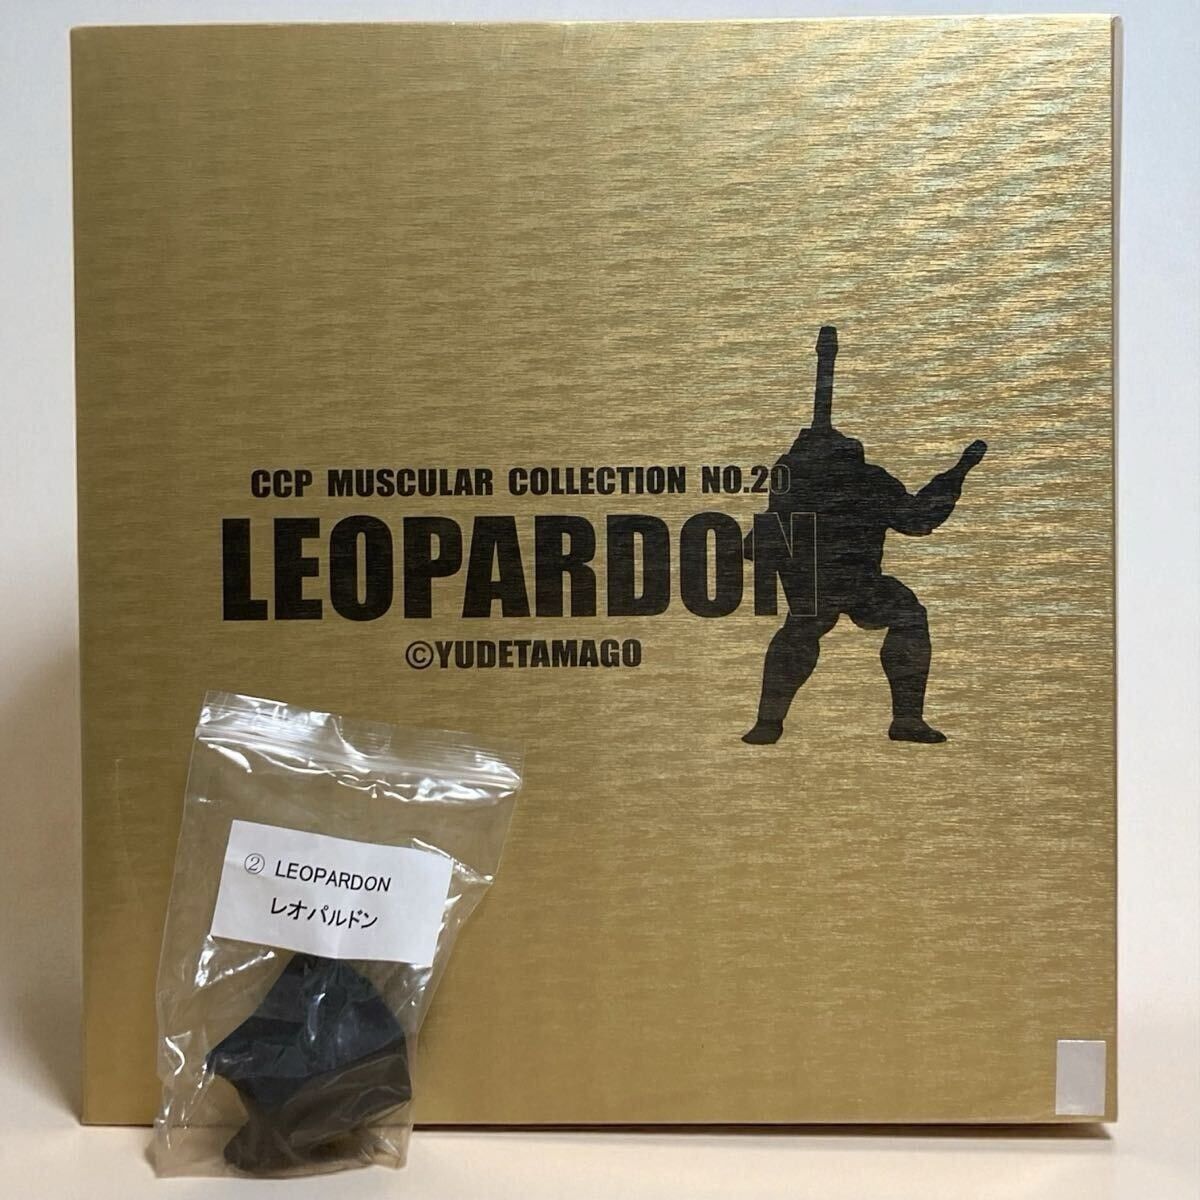 CCP MUSCULAR COLLECTION NO.20
LEOPARDON
©YUDETAMAGO
② LEOPARDON
レオパルドン